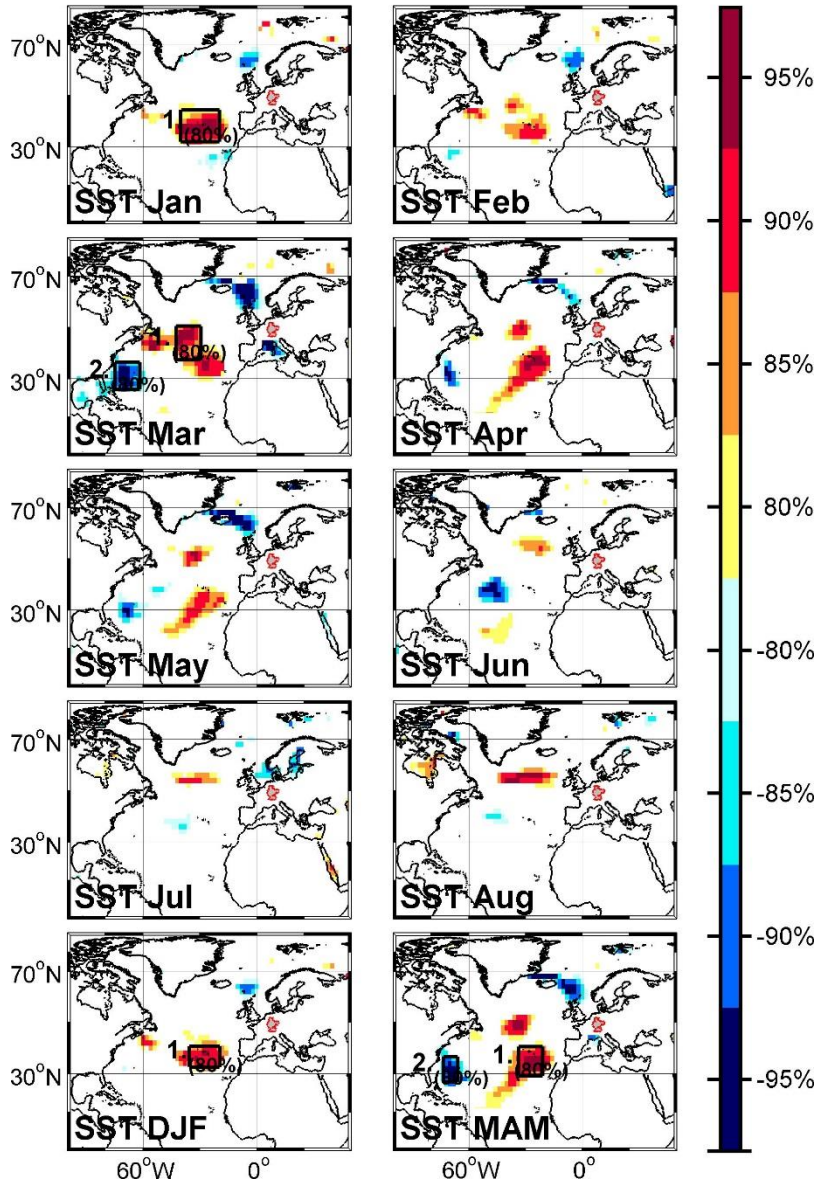 70°N
1.
(80%)
30°N
SST Jan
SST Feb
95%
90%
70°N
1.
(80%)
2.
(80%)
30°N
SST Mar
SST Apr
85%
70°N
30°N
SST May
SST Jun
80%
-80%
70°N
30°N
SST Jul
SST Aug
-85%
-90%
70°N
1.
(80%)
2.
(80%)
1.
(80%)
30°N
SST DJF
SST MAM
-95%
60°W
0°
60°W
0°